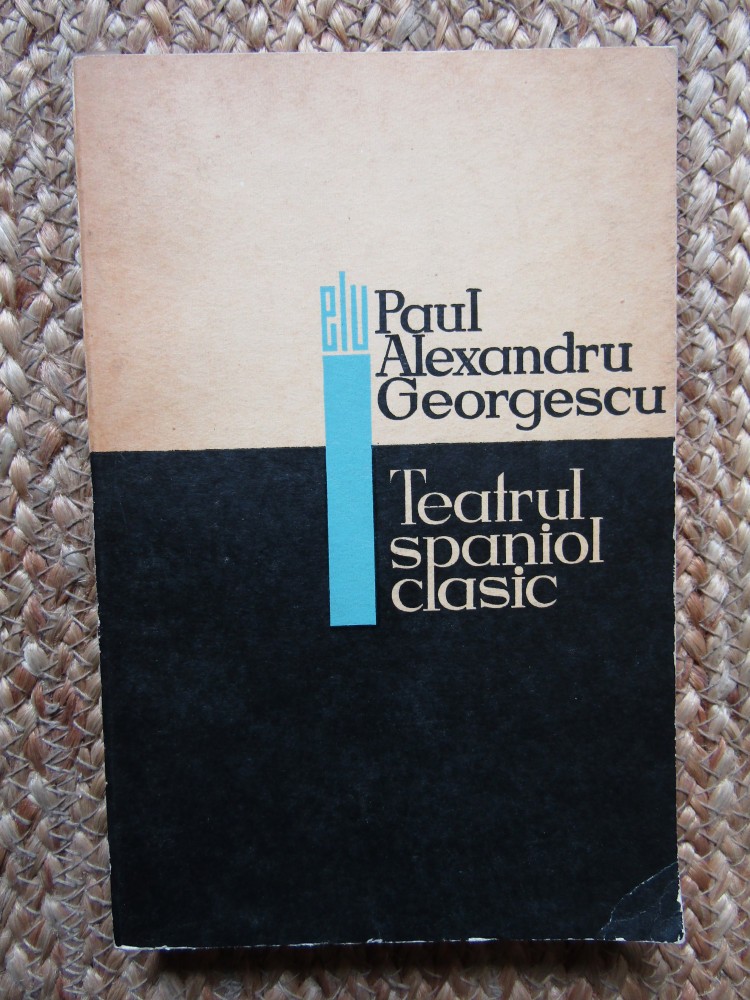 elu
Paul
Alexandru
Georgescu
Teatrul
spaniol
clasic